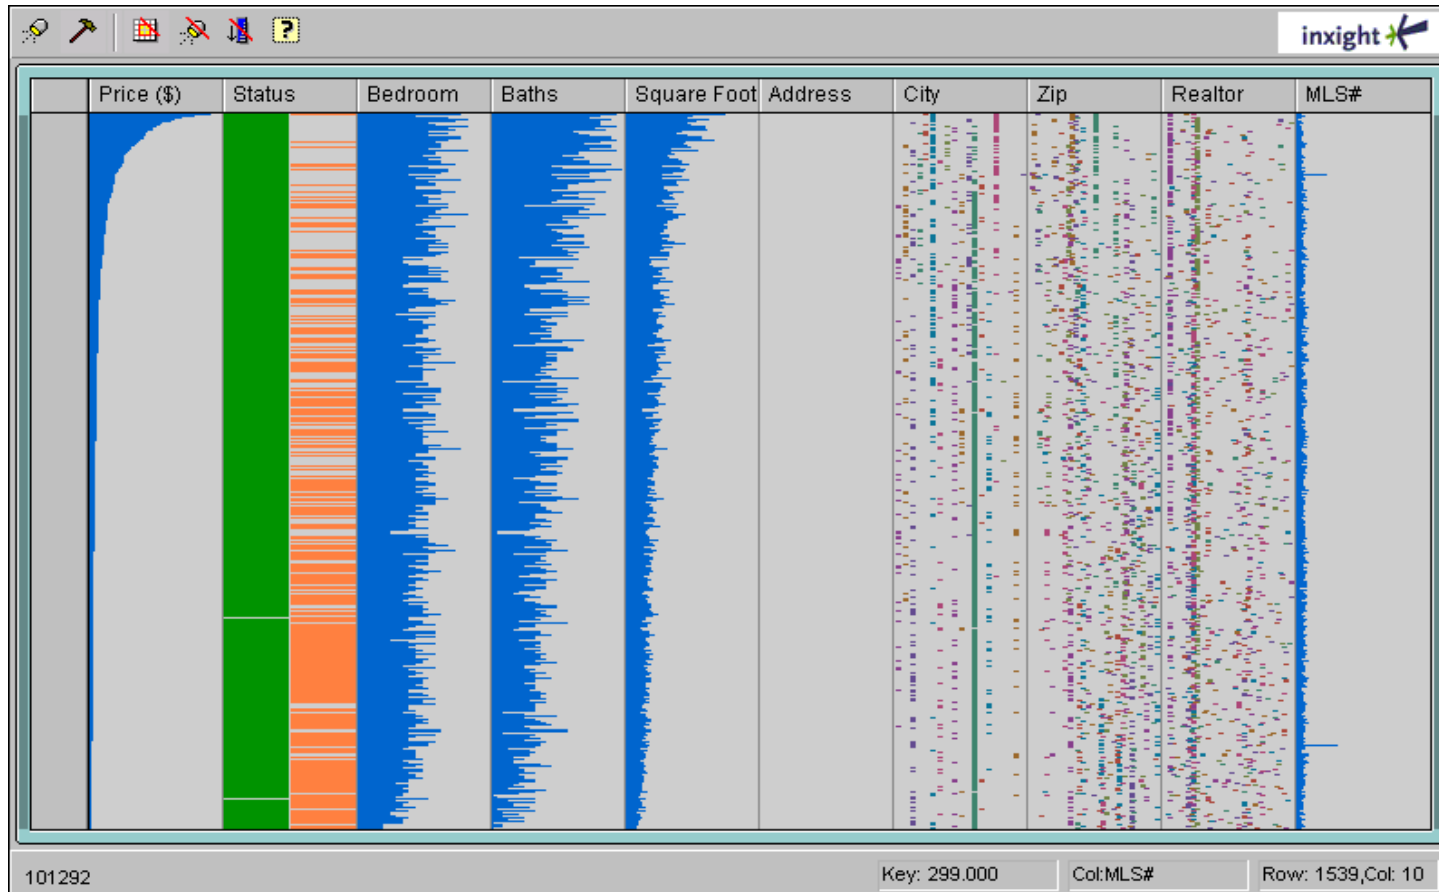 ?
inxight
Price ($) Status Bedroom Baths Square Foot Address City Zip Realtor MLS#
101292 Key: 299.000 Col:MLS# Row: 1539,Col: 10